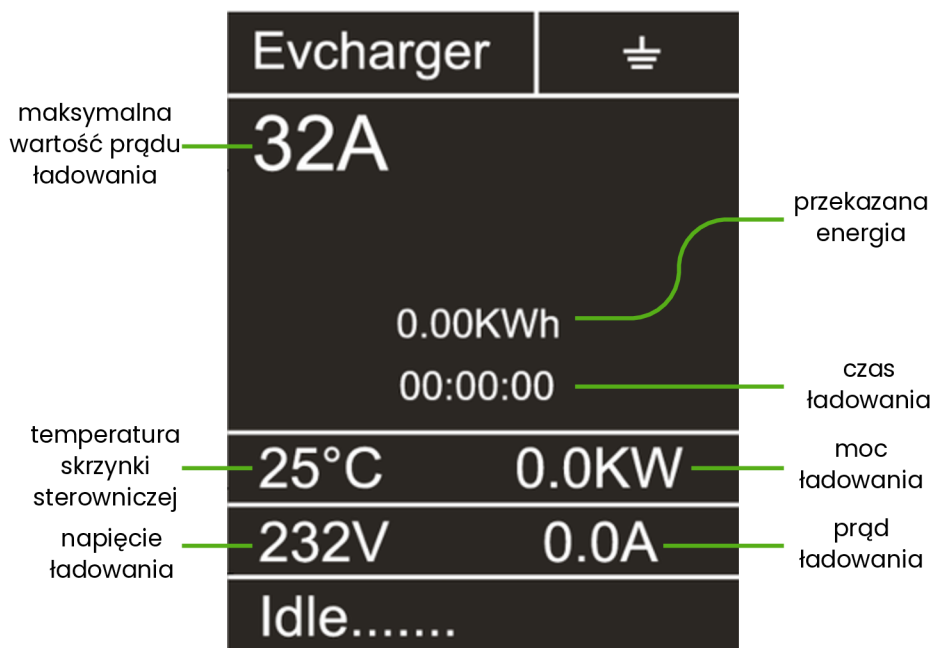 Evcharger
maksymalna
wartość prądu
ładowania
32A
przekazana
energia
0.00KWh
00:00:00
czas
ładowania
temperatura
skrzynki
sterowniczej
25°C
0.0KW
moc
ładowania
napięcie
ładowania
232V
0.0A
prąd
ładowania
Idle.......